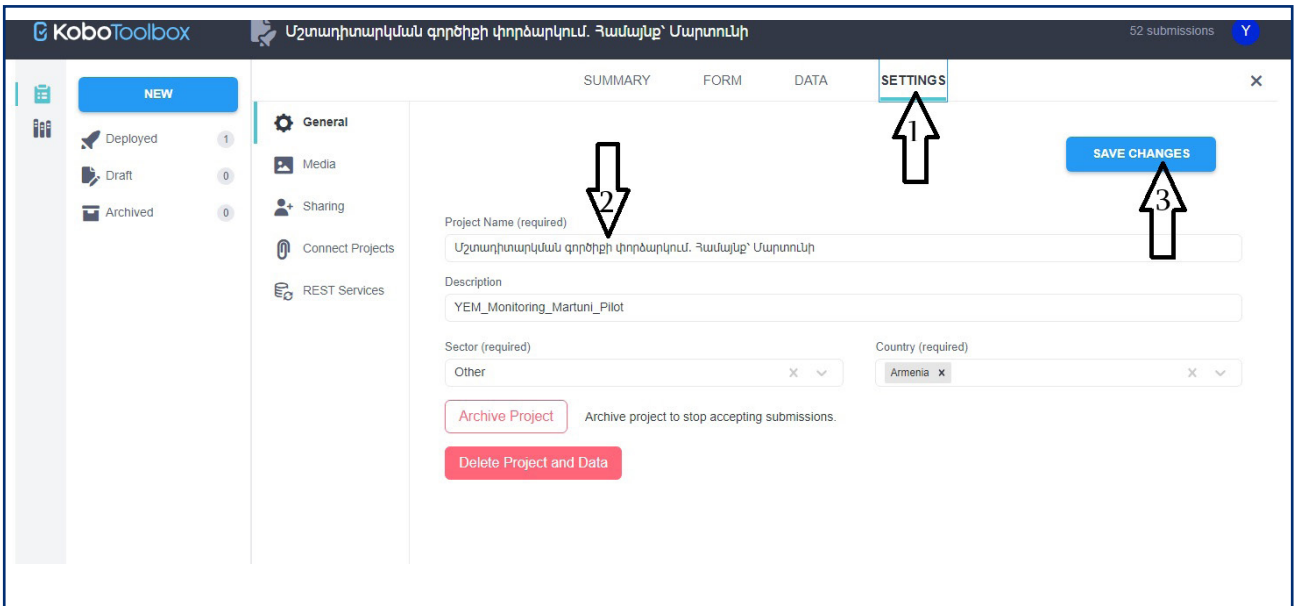 KoboToolbox
Մշտադիտարկման գործիքի փորձարկում. Համայնք՝ Մարտունի
52 submissions
Y
SUMMARY FORM DATA SETTINGS
NEW
Deployed 1
Draft 0
Archived 0
General
Media
Sharing
Connect Projects
REST Services
1
SAVE CHANGES
2
3
Project Name (required)
Մշտադիտարկման գործիքի փորձարկում. Համայնք՝ Մարտունի
Description
YEM_Monitoring_Martuni_Pilot
Sector (required) Country (required)
Other Armenia
Archive Project Archive project to stop accepting submissions.
Delete Project and Data